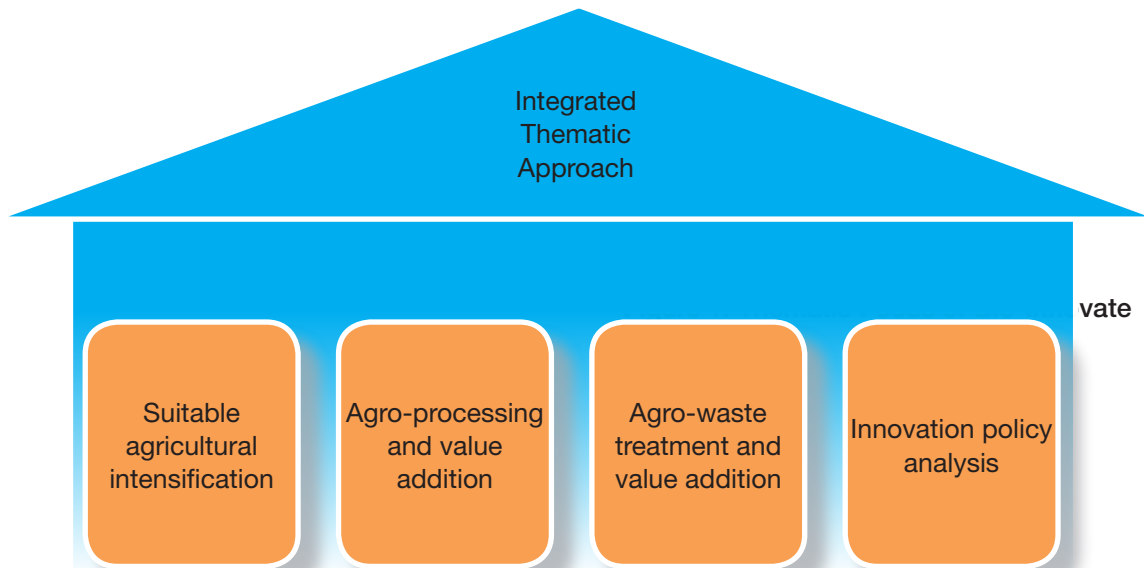 Integrated
Thematic
Approach
vate
Suitable
agricultural
intensification
Agro-processing
and value
addition
Agro-waste
treatment and
value addition
Innovation policy
analysis